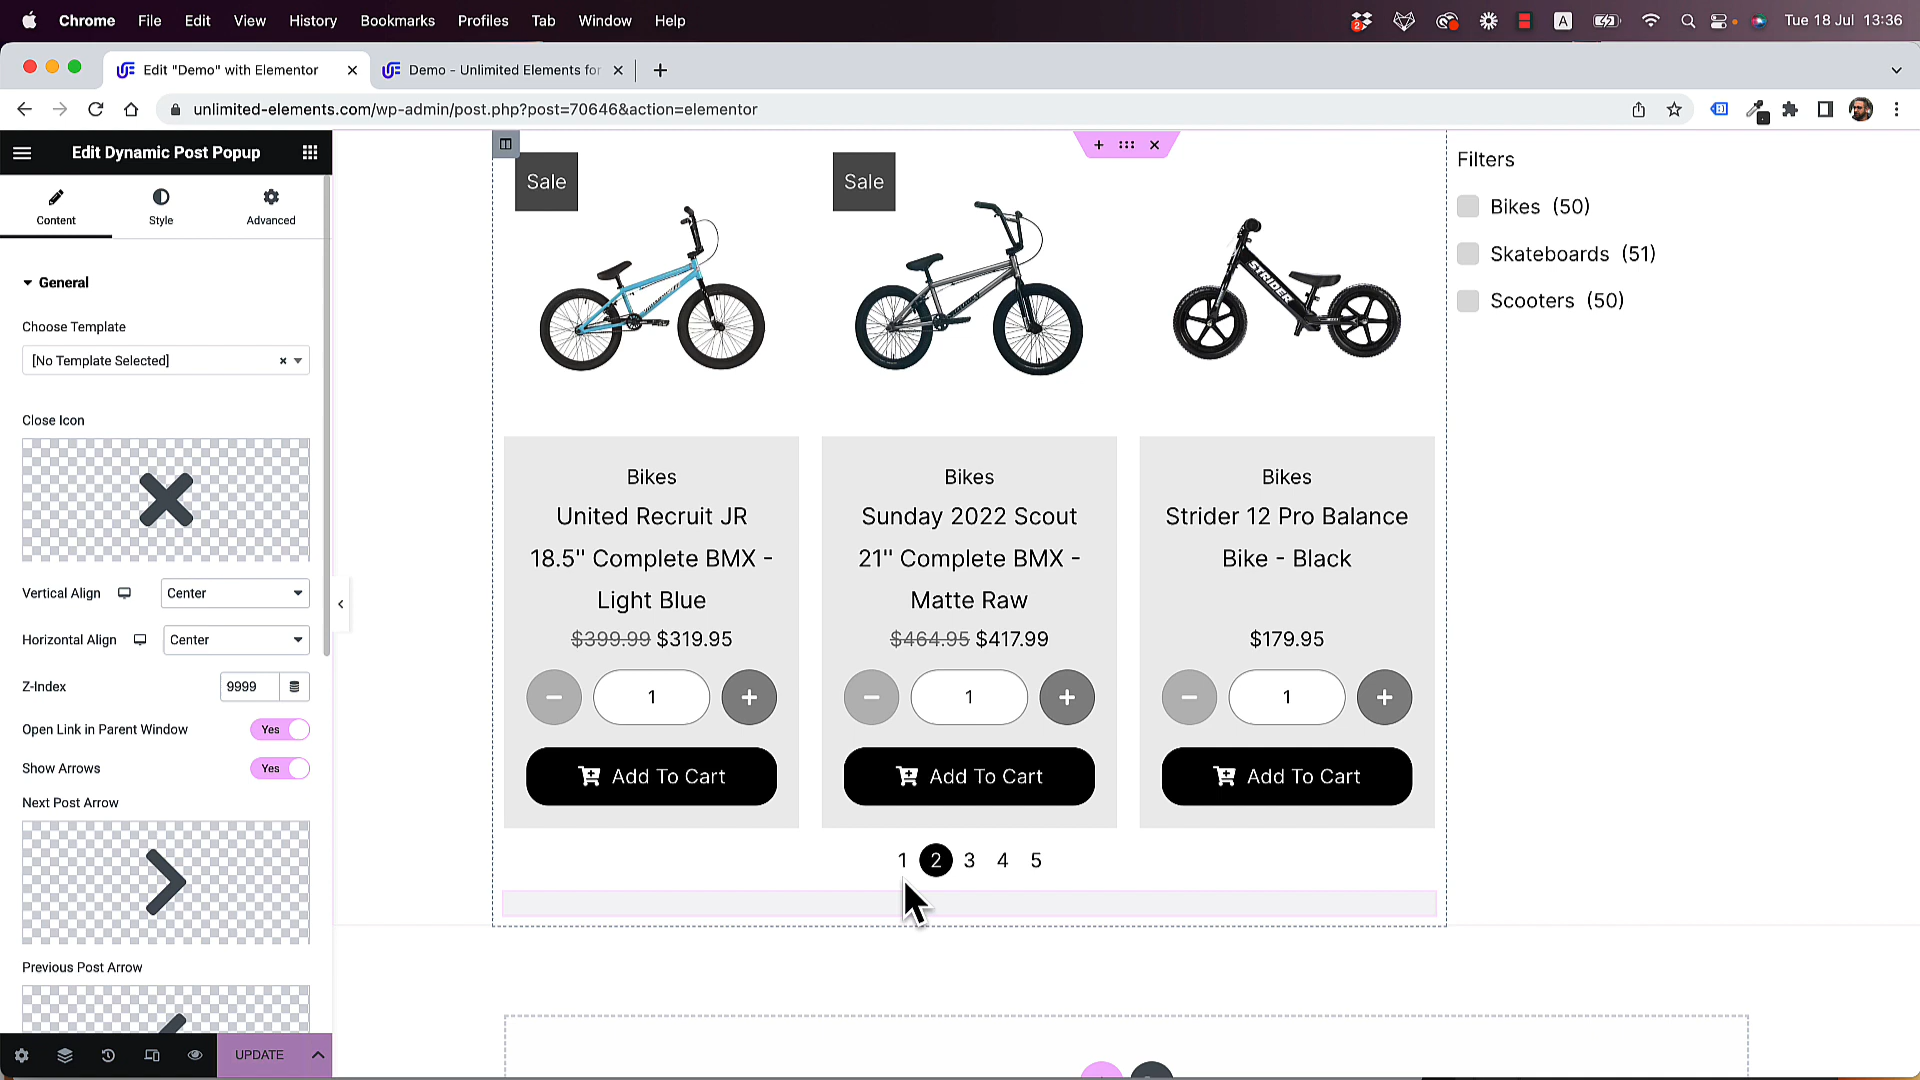 Chrome File Edit View History Bookmarks Profiles Tab Window Help
2 A Tue 18 Jul 13:36
Edit "Demo" with Elementor
Demo - Unlimited Elements for
unlimited-elements.com/wp-admin/post.php?post=70646&action=elementor
Edit Dynamic Post Popup
Content Style Advanced
General
Choose Template
[No Template Selected]
Close Icon
Vertical Align Center
Horizontal Align Center
Z-Index 9999
Open Link in Parent Window Yes
Show Arrows Yes
Next Post Arrow
Previous Post Arrow
UPDATE
Sale
Sale
STRIDER
Bikes
United Recruit JR
18.5" Complete BMX -
Light Blue
$399.99 $319.95
1
Add To Cart
Bikes
Sunday 2022 Scout
21" Complete BMX -
Matte Raw
$464.95 $417.99
1
Add To Cart
Bikes
Strider 12 Pro Balance
Bike - Black
$179.95
1
Add To Cart
1 2 3 4 5
Filters
Bikes (50)
Skateboards (51)
Scooters (50)